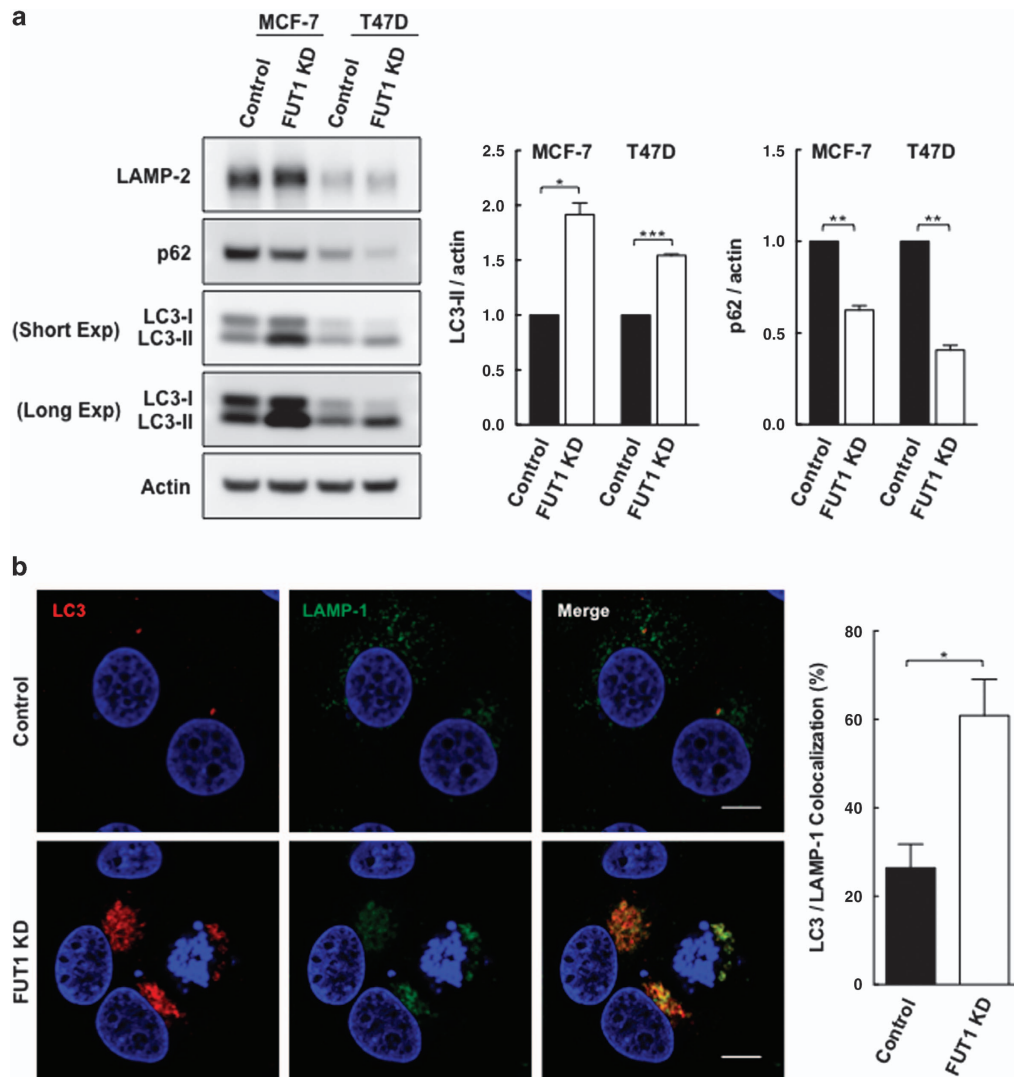 a
MCF-7 T47D
Control FUT1 KD Control FUT1 KD
LAMP-2
p62
(Short Exp) LC3-I
LC3-II
(Long Exp) LC3-I
LC3-II
Actin
2.5
2.0
1.5
1.0
0.5
0.0
LC3-II / actin
MCF-7 T47D
*
***
Control FUT1 KD Control FUT1 KD
1.5
1.0
0.5
0.0
p62 / actin
MCF-7 T47D
** **
Control FUT1 KD Control FUT1 KD
b
LC3 LAMP-1 Merge
Control
FUT1 KD
80
60
40
20
0
LC3 / LAMP-1 Colocalization (%)
*
Control FUT1 KD